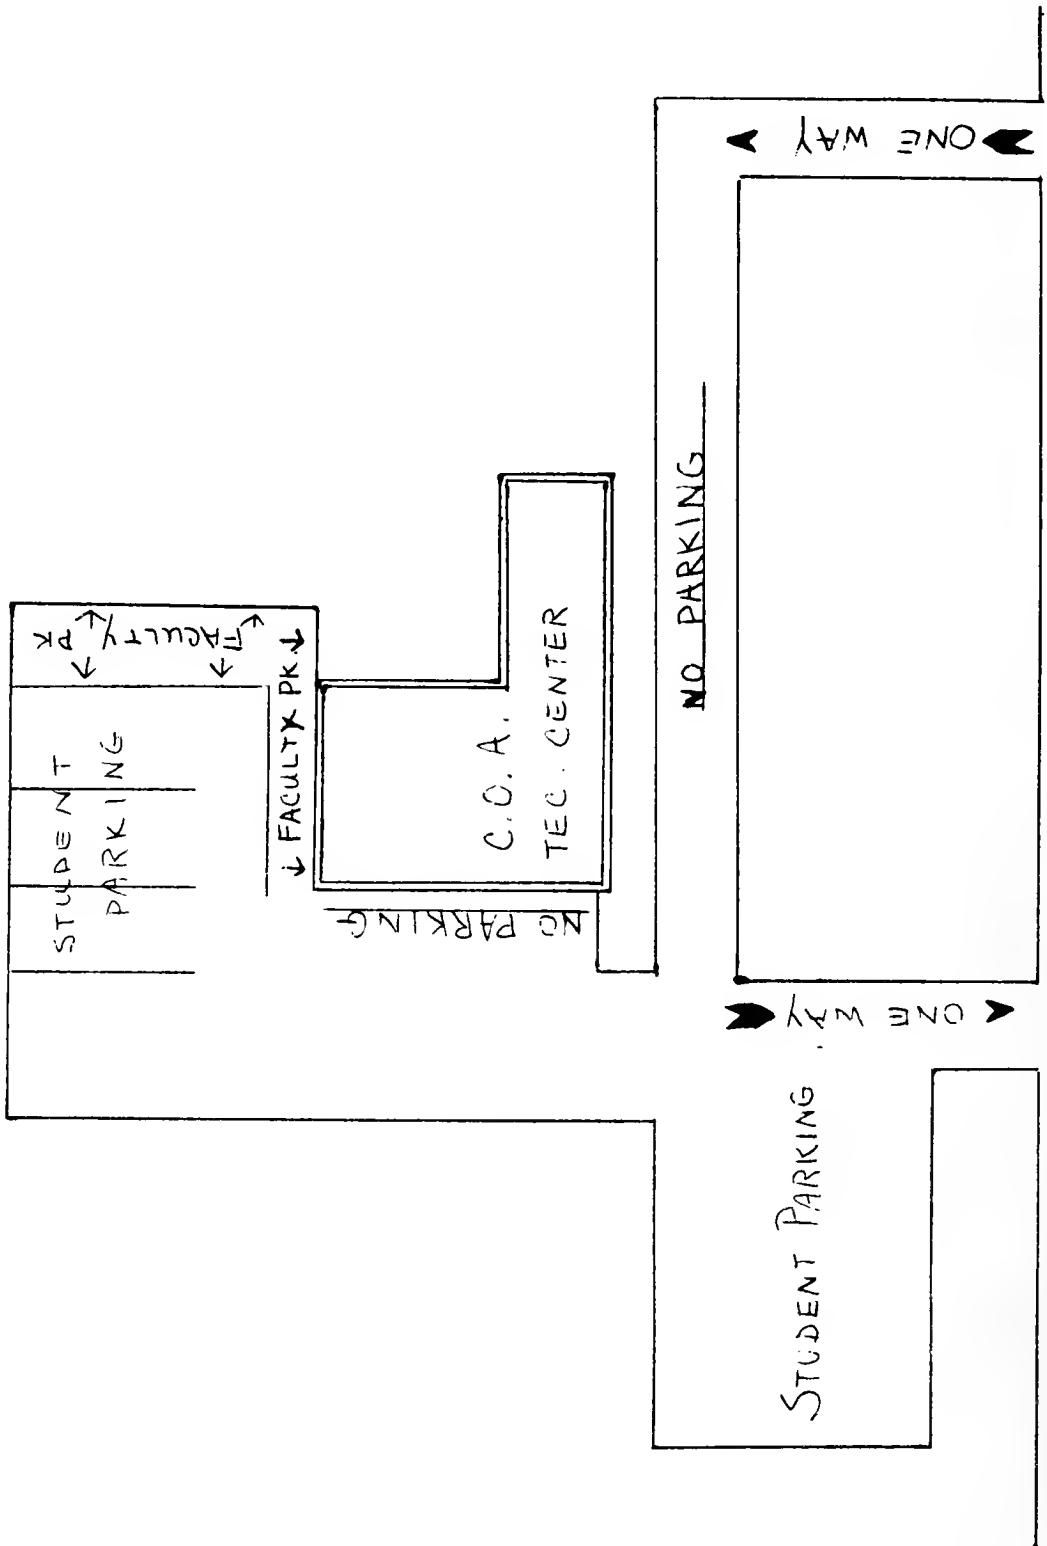 STUDENT
PARKING
FACULTY PK
FACULTY PK.
C.O.A.
TEC. CENTER
NO PARKING
NO PARKING
ONE WAY
ONE WAY
STUDENT PARKING